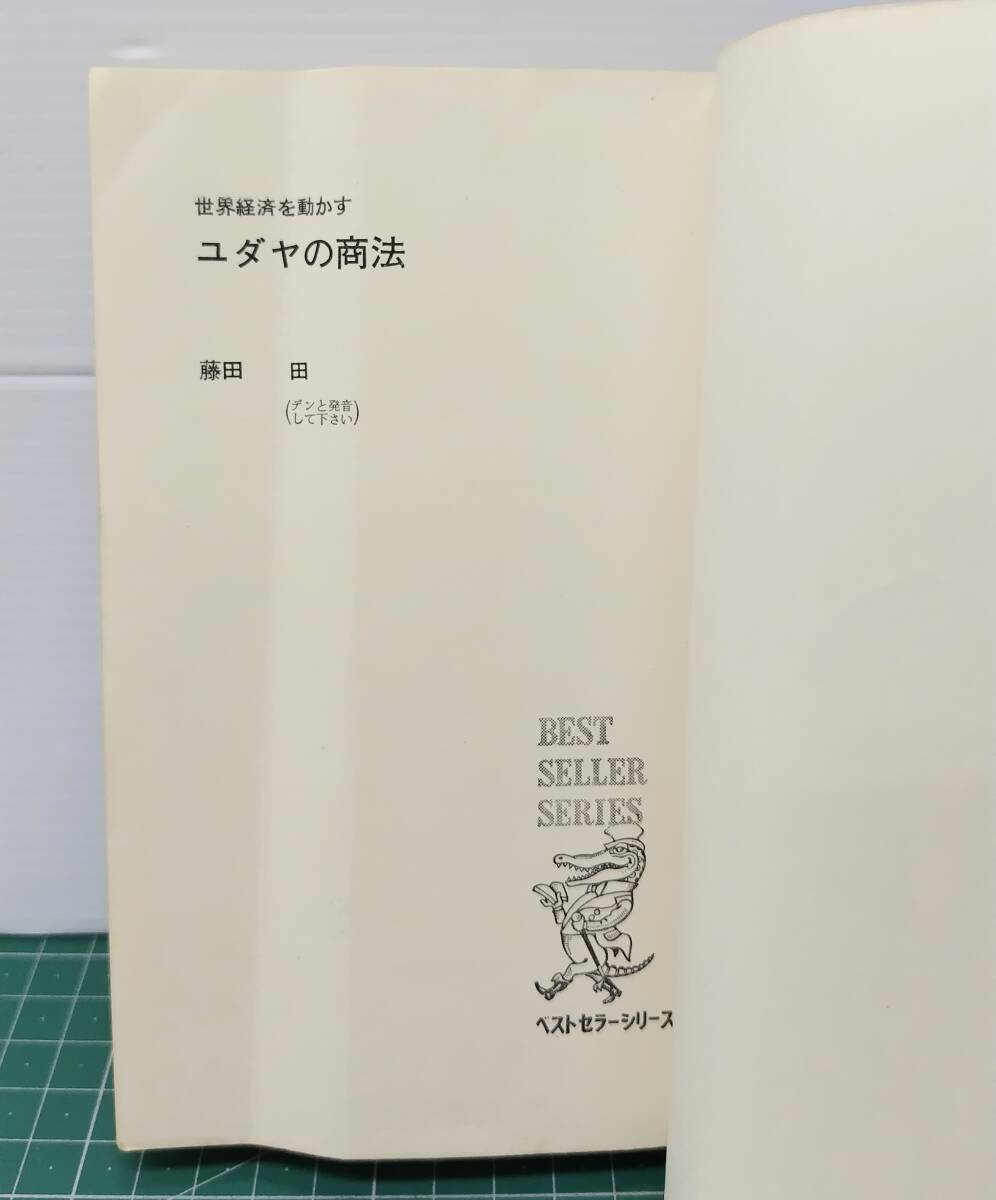 世界経済を動かす
ユダヤの商法
藤田　田
(デンと発音
して下さい)
BEST
SELLER
SERIES
ベストセラーシリーズ